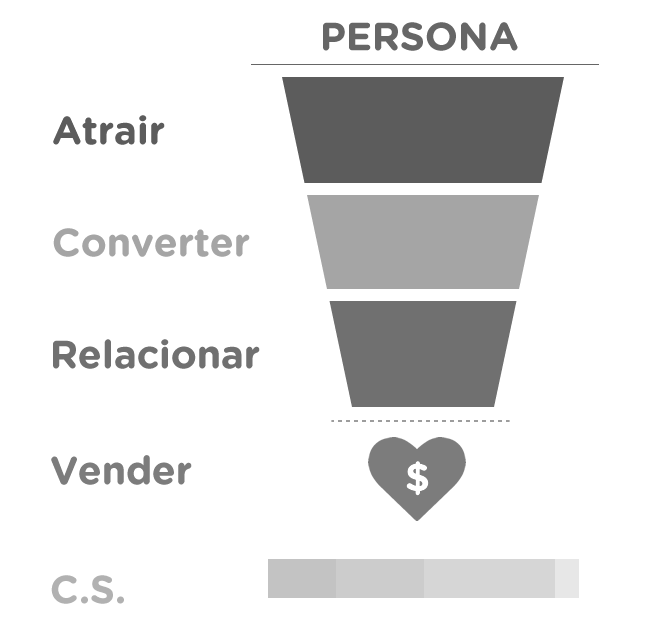 PERSONA
Atrair
Converter
Relacionar
Vender
$
C.S.